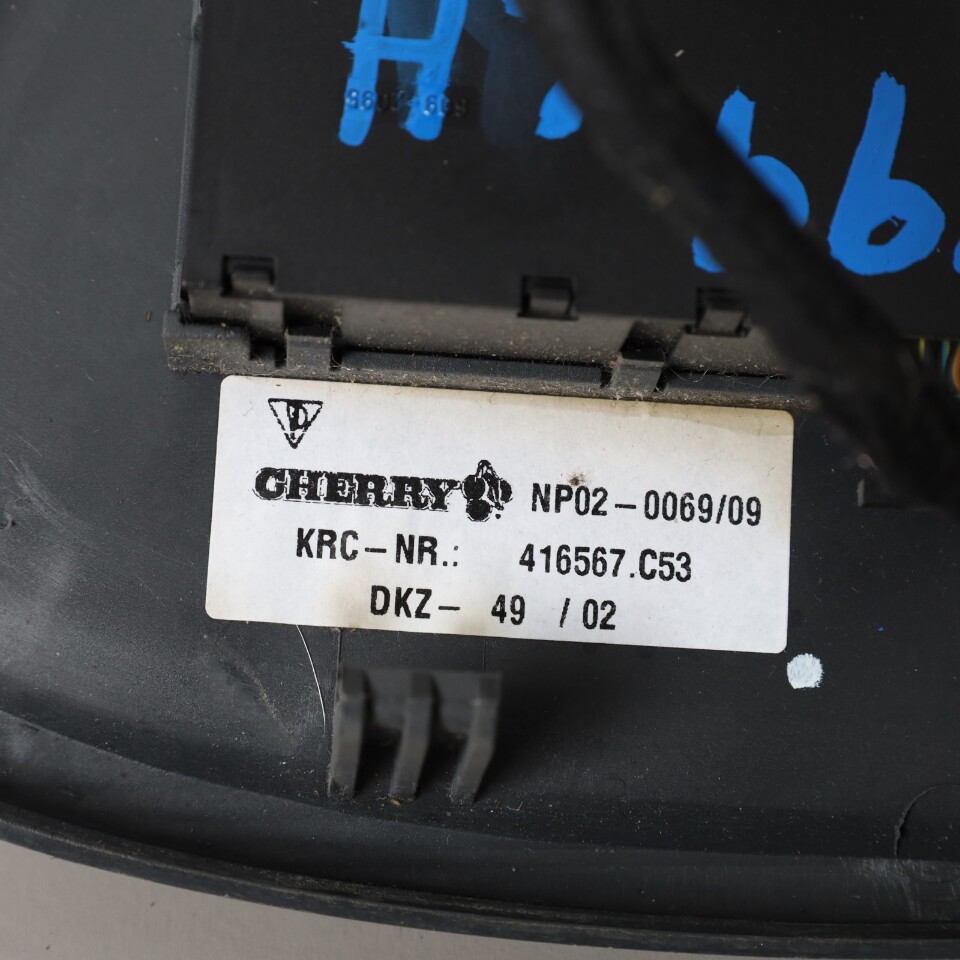 CHERRY NP02-0069/09
KRC-NR.: 416567.C53
DKZ- 49 / 02